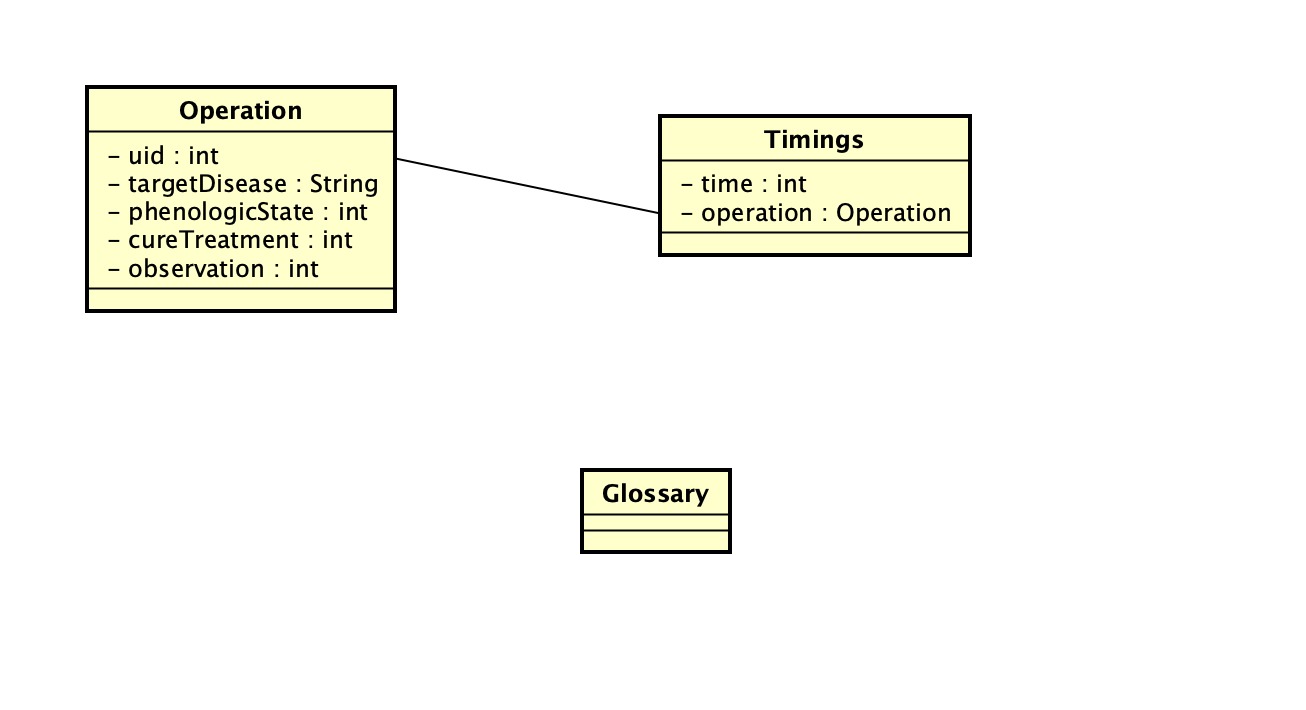 Operation
– uid : int
– targetDisease : String
– phenologicState : int
– cureTreatment : int
– observation : int
Timings
– time : int
– operation : Operation
Glossary